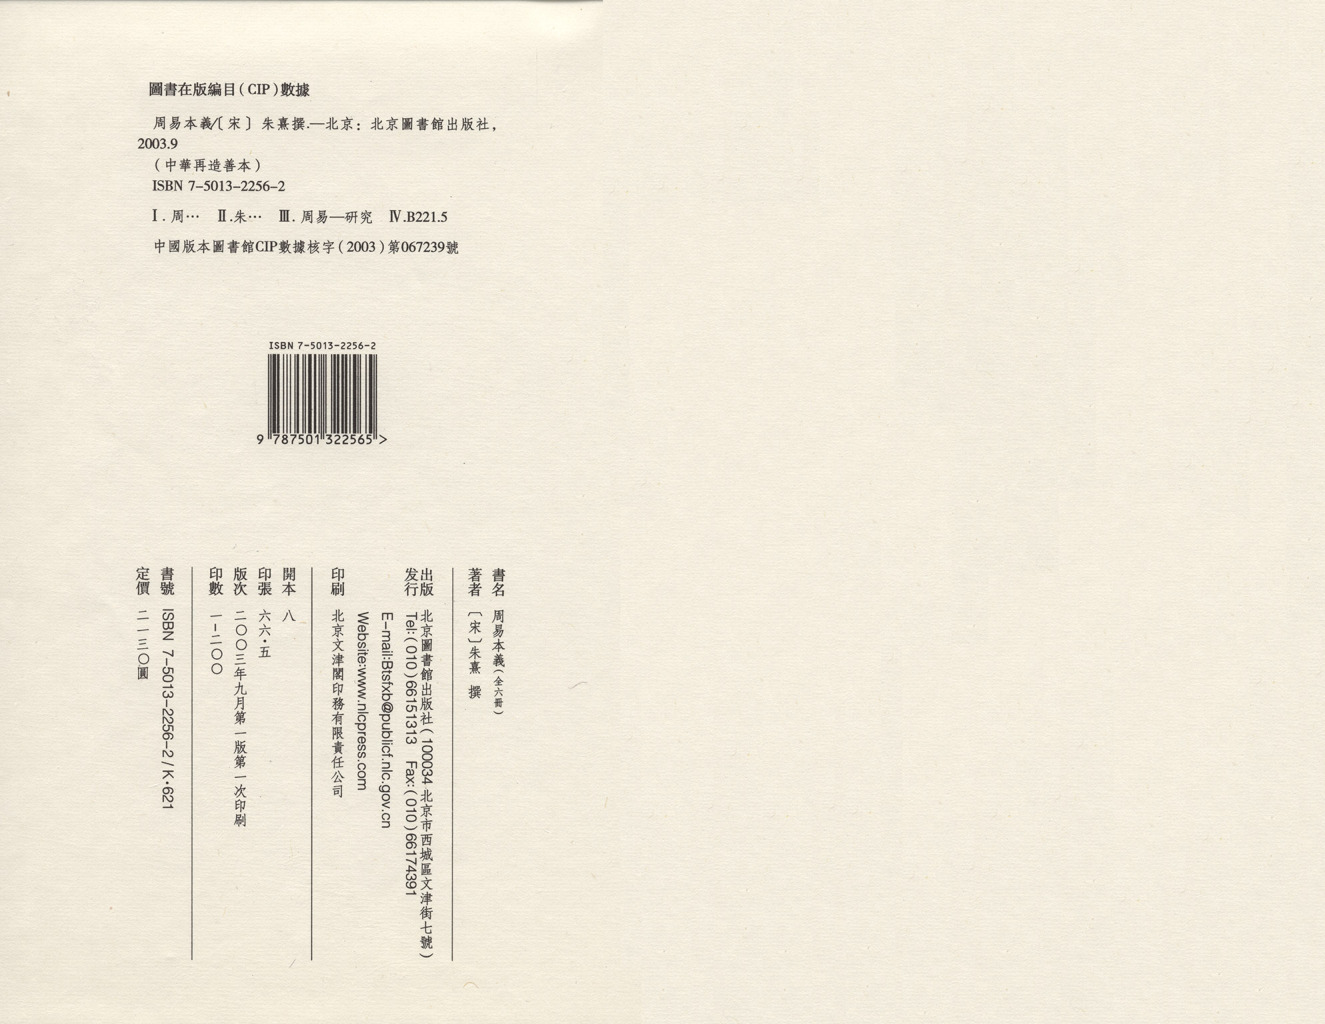 圖書在版編目(CIP)數據
周易本義/〔宋〕朱熹撰.—北京：北京圖書館出版社，
2003.9
(中華再造善本)
ISBN 7-5013-2256-2
Ⅰ.周… Ⅱ.朱… Ⅲ.周易—研究 Ⅳ.B221.5
中國版本圖書館CIP數據核字(2003)第067239號
ISBN 7-5013-2256-2
9 787501 322565 >
書名 周易本義(全六冊)
著者 〔宋〕朱熹 撰
出版 北京圖書館出版社(100034 北京市西城區文津街七號)
发行 Tel:(010)66151313 Fax:(010)66174391
E-mail:Btsfxb@publicf.nlc.gov.cn
Website:www.nlcpress.com
印刷 北京文津閣印務有限責任公司
開本 八
印張 六六·五
版次 二〇〇三年九月第一版第一次印刷
印數 一-二〇〇
書號 ISBN 7-5013-2256-2/K·621
定價 二一三〇圓